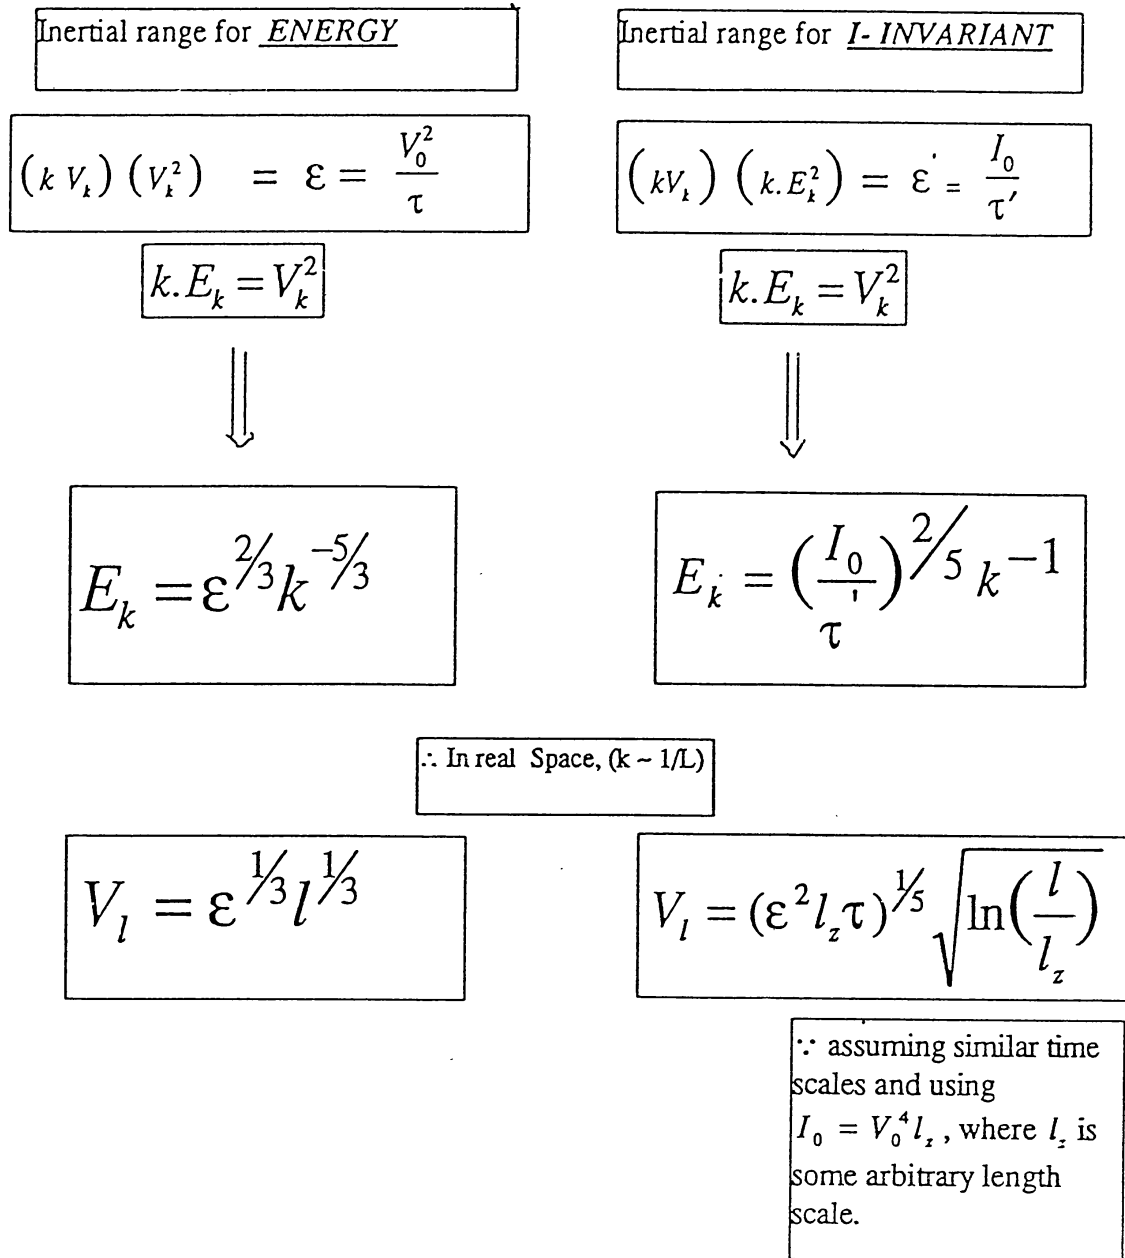 Inertial range for ENERGY
Inertial range for I- INVARIANT
(k V_k) (V_k^2) = ε = V_0^2 / τ
(kV_k) (k.E_k^2) = ε' = I_0 / τ'
k.E_k = V_k^2
k.E_k = V_k^2
E_k = ε^{2/3} k^{-5/3}
E_k = (I_0 / τ')^{2/5} k^{-1}
∴ In real Space, (k ~ 1/L)
V_l = ε^{1/3} l^{1/3}
V_l = (ε^2 l_z τ)^{1/5} √ln(l / l_z)
∵ assuming similar time
scales and using
I_0 = V_0^4 l_z , where l_z is
some arbitrary length
scale.